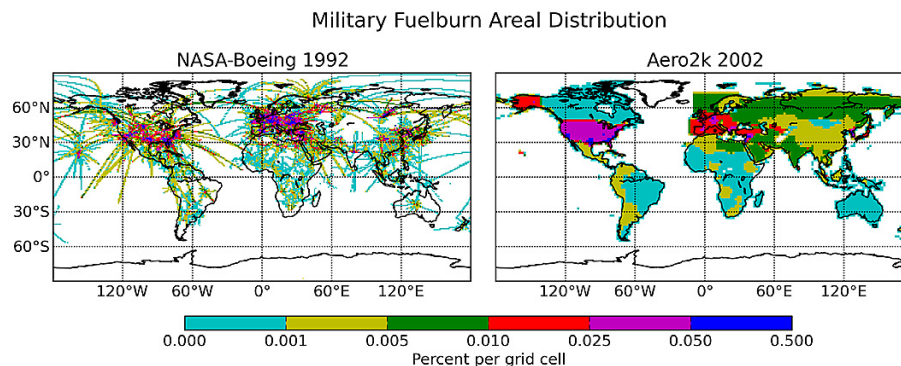 Military Fuelburn Areal Distribution
NASA-Boeing 1992
Aero2k 2002
60°N
30°N
0°
30°S
60°S
120°W 60°W 0° 60°E 120°E
120°W 60°W 0° 60°E 120°E
0.000 0.001 0.005 0.010 0.025 0.050 0.500
Percent per grid cell